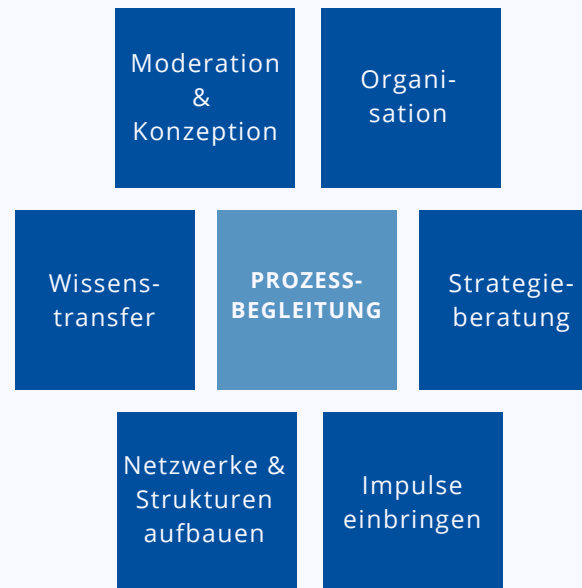 Moderation
&
Konzeption
Organi-
sation
Wissens-
transfer
PROZESS-
BEGLEITUNG
Strategie-
beratung
Netzwerke &
Strukturen
aufbauen
Impulse
einbringen